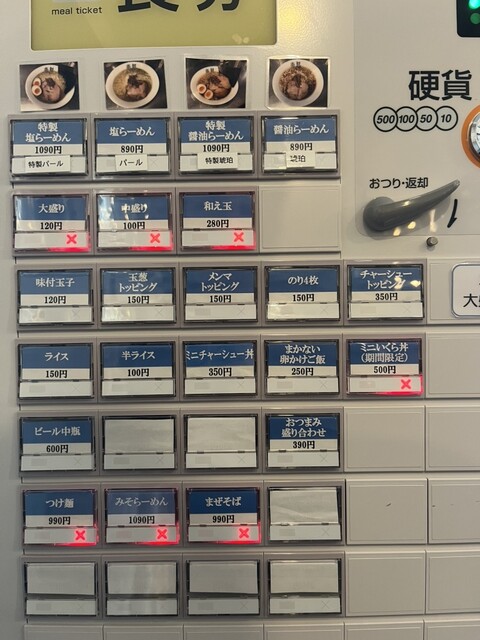 meal ticket
硬貨
500 100 50 10
おつり・返却
特製
塩らーめん
1090円
特製パール
塩らーめん
890円
パール
特製
醤油らーめん
1090円
特製琥珀
醤油らーめん
890円
琥珀
大盛り
120円
中盛り
100円
和え玉
280円
味付玉子
120円
玉葱
トッピング
150円
メンマ
トッピング
150円
のり4枚
150円
チャーシュー
トッピング
350円
ライス
150円
半ライス
100円
ミニチャーシュー丼
350円
まかない
卵かけご飯
250円
ミニいくら丼
(期間限定)
500円
ビール中瓶
600円
おつまみ
盛り合わせ
390円
つけ麺
990円
みそらーめん
1090円
まぜそば
990円